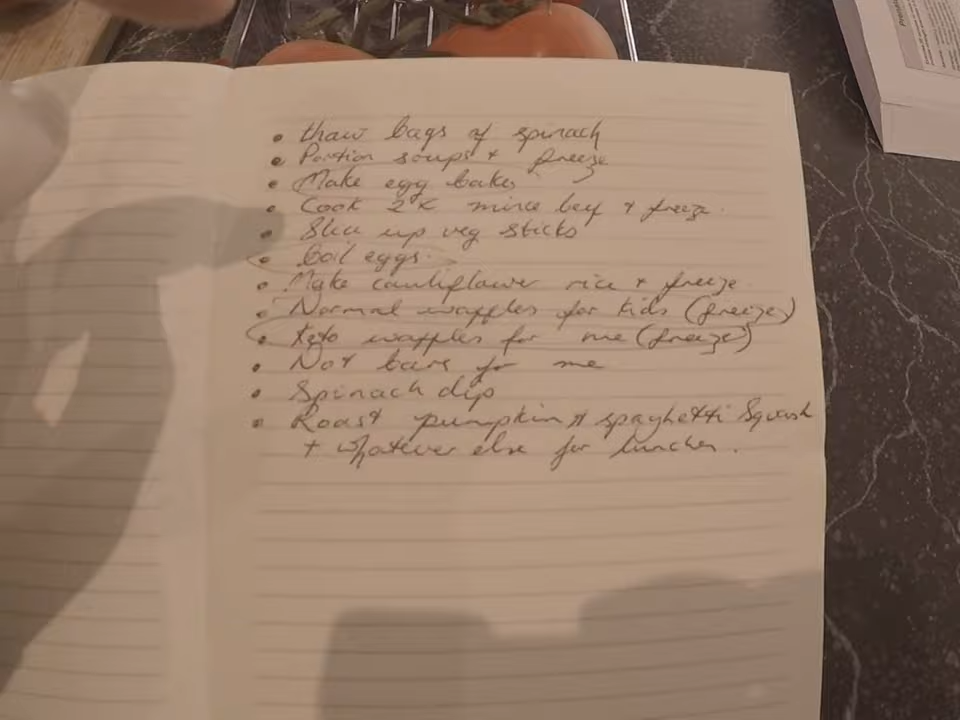 • thaw bags of spinach
• Portion soups + freeze
• Make egg bakes
• Cook 2x mince beef + freeze.
• Slice up veg sticks
• boil eggs.
• Make cauliflower rice + freeze
• Normal waffles for kids (freeze)
• Keto waffles for me (freeze)
• Nut bars for me
• Spinach dip
• Roast pumpkin + spaghetti Squash
+ whatever else for lunches.